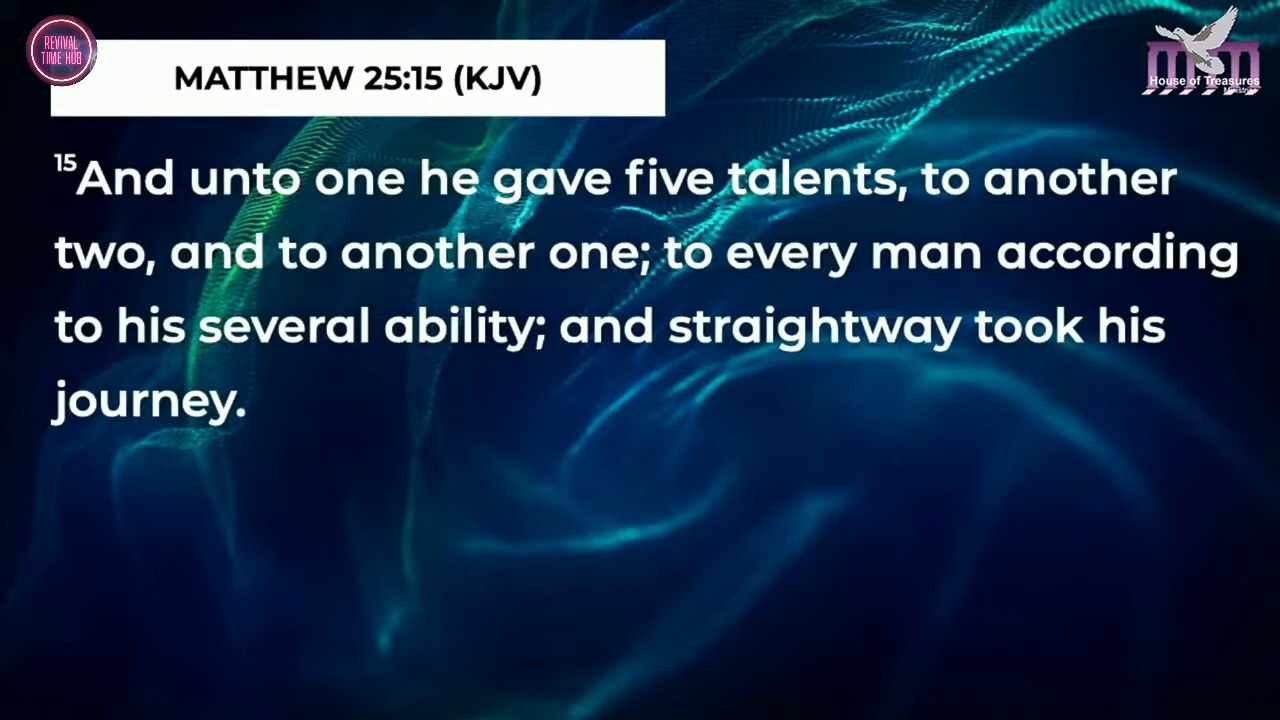 REVIVAL
TIME HUB
MATTHEW 25:15 (KJV)
House of Treasures
Ministries
15And unto one he gave five talents, to another
two, and to another one; to every man according
to his several ability; and straightway took his
journey.